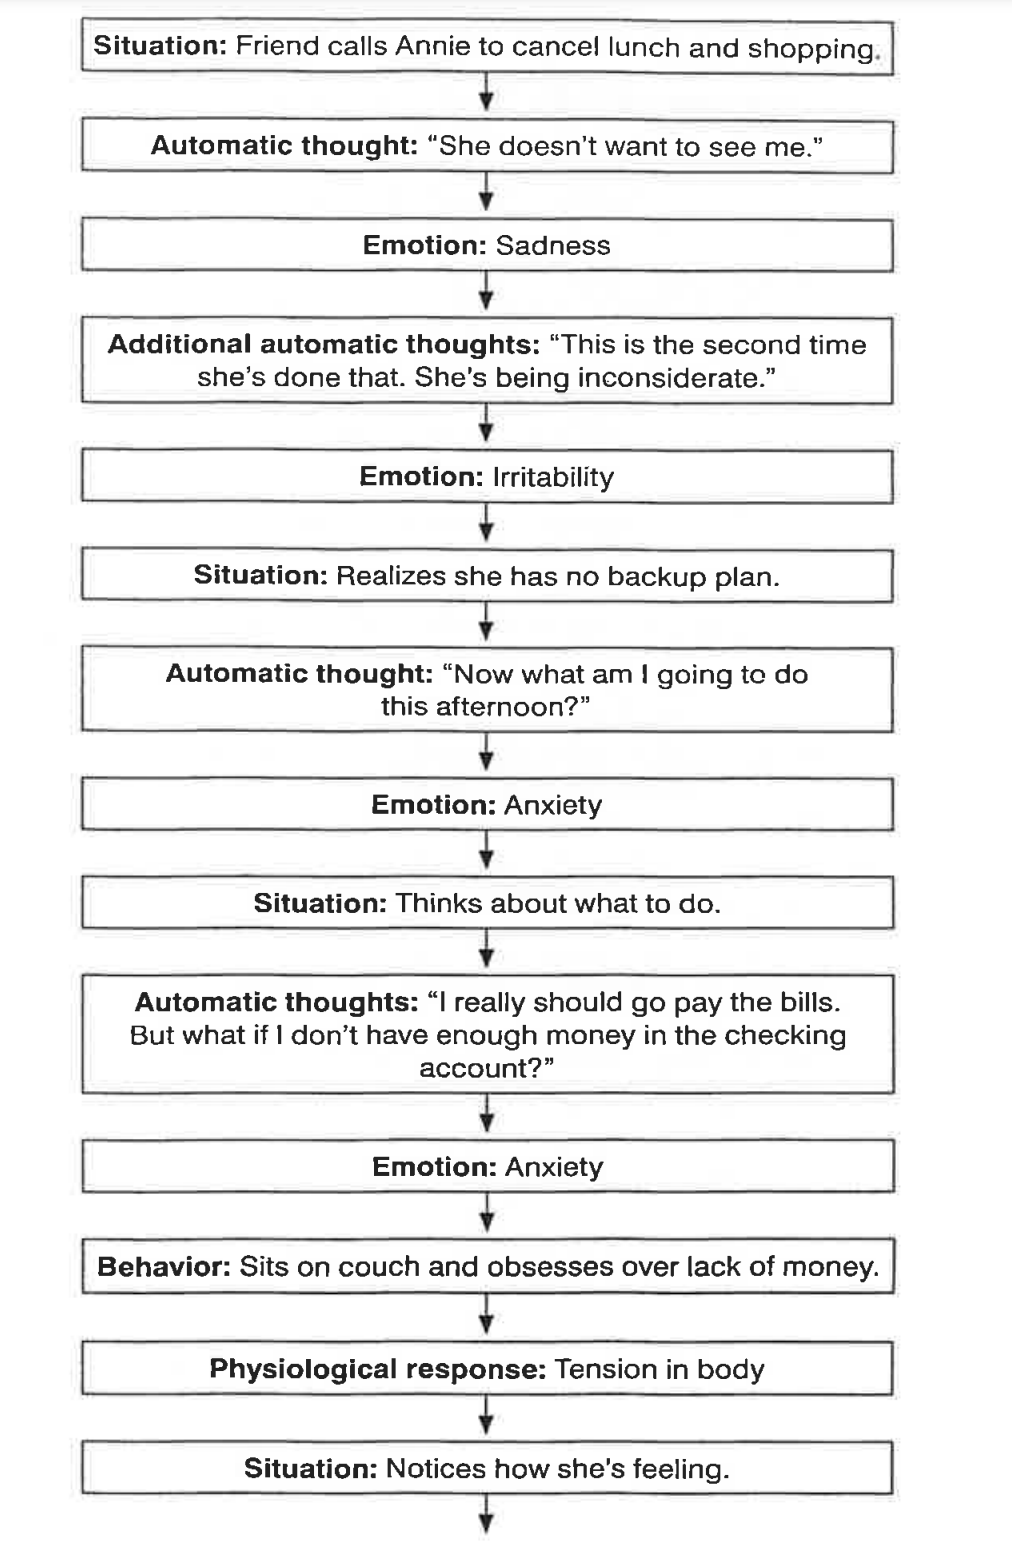 Situation: Friend calls Annie to cancel lunch and shopping.
Automatic thought: “She doesn’t want to see me.”
Emotion: Sadness
Additional automatic thoughts: “This is the second time
she’s done that. She's being inconsiderate.”
Emotion: Irritability
Situation: Realizes she has no backup plan.
Automatic thought: “Now what am I going to do
this afternoon?”
Emotion: Anxiety
Situation: Thinks about what to do.
Automatic thoughts: “I really should go pay the bills.
But what if I don’t have enough money in the checking
account?”
Emotion: Anxiety
Behavior: Sits on couch and obsesses over lack of money.
Physiological response: Tension in body
Situation: Notices how she's feeling.